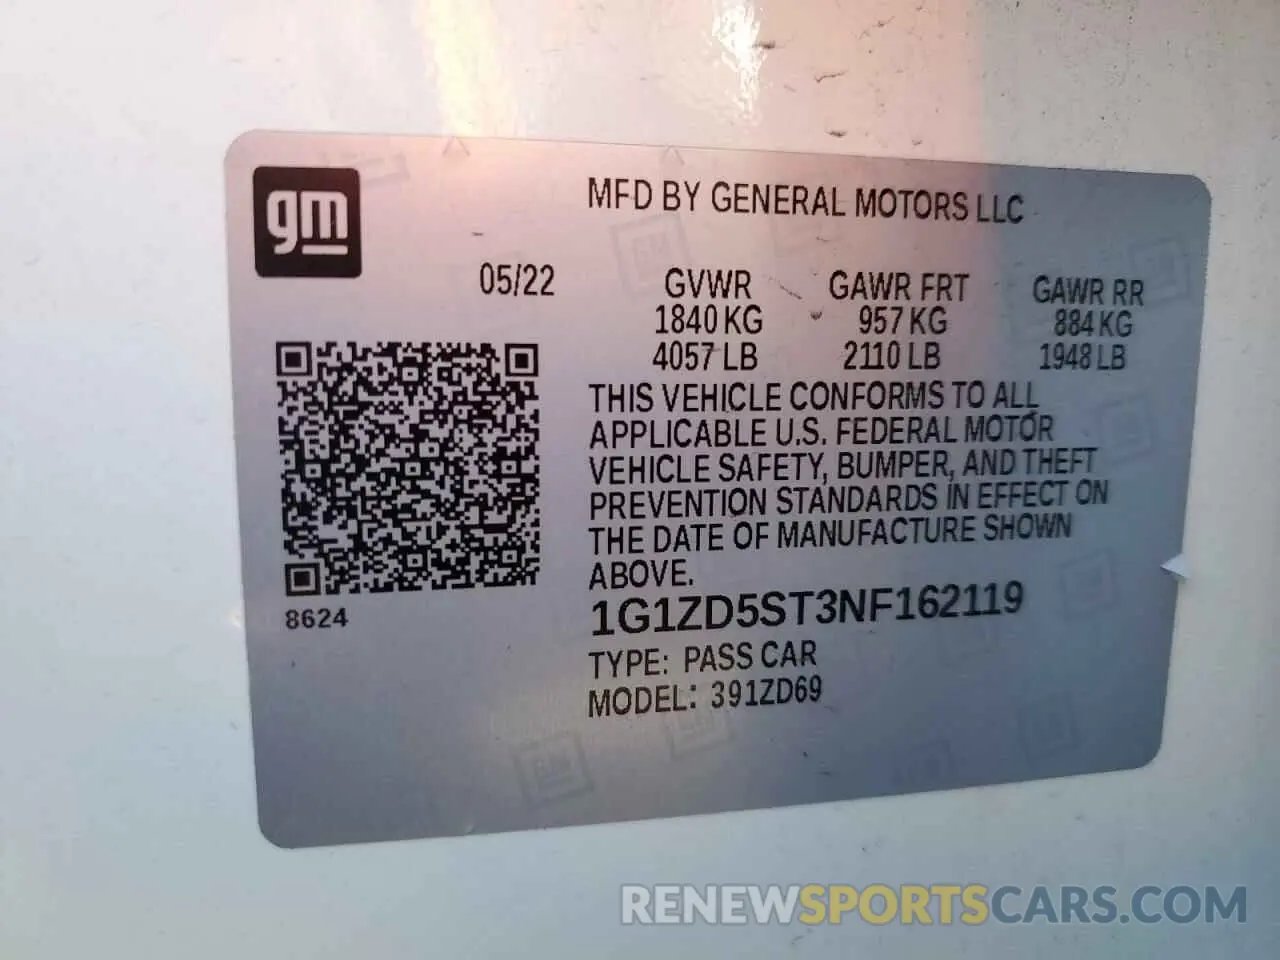 gm
MFD BY GENERAL MOTORS LLC
05/22
GVWR GAWR FRT GAWR RR
1840 KG 957 KG 884 KG
4057 LB 2110 LB 1948 LB
THIS VEHICLE CONFORMS TO ALL
APPLICABLE U.S. FEDERAL MOTOR
VEHICLE SAFETY, BUMPER, AND THEFT
PREVENTION STANDARDS IN EFFECT ON
THE DATE OF MANUFACTURE SHOWN
ABOVE.
8624
1G1ZD5ST3NF162119
TYPE: PASS CAR
MODEL: 391ZD69
RENEWSPORTSCARS.COM